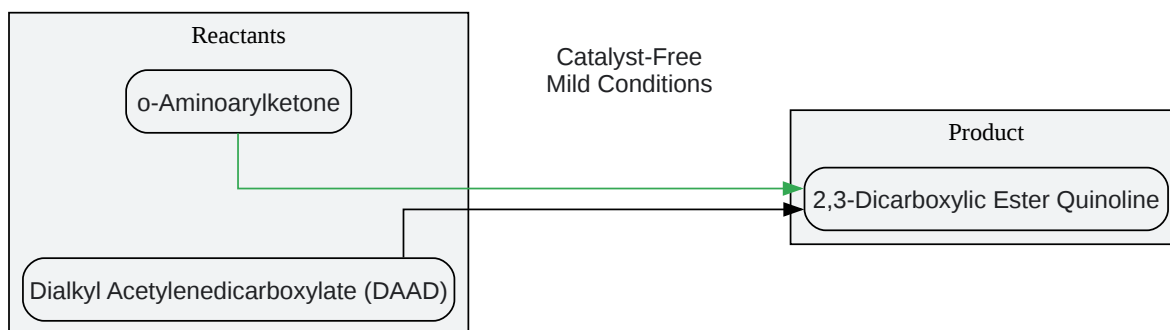 Reactants
o-Aminoarylketone
Dialkyl Acetylenedicarboxylate (DAAD)
Catalyst-Free
Mild Conditions
Product
2,3-Dicarboxylic Ester Quinoline